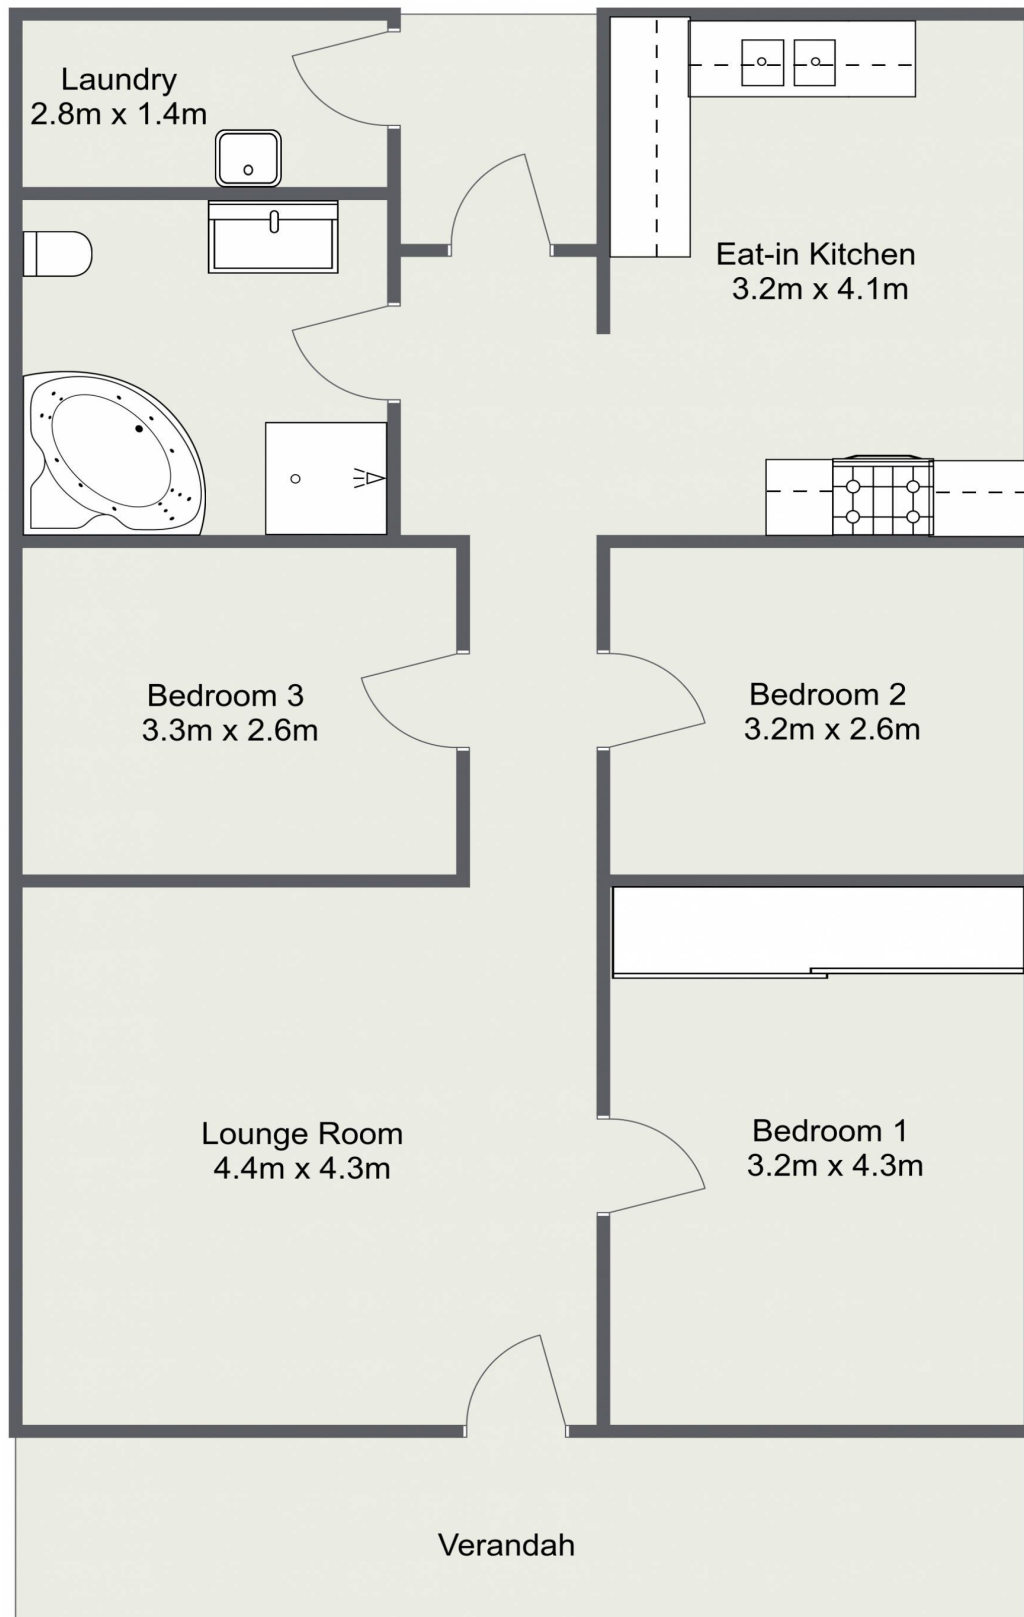 Laundry
2.8m x 1.4m
Eat-in Kitchen
3.2m x 4.1m
Bedroom 3
3.3m x 2.6m
Bedroom 2
3.2m x 2.6m
Lounge Room
4.4m x 4.3m
Bedroom 1
3.2m x 4.3m
Verandah